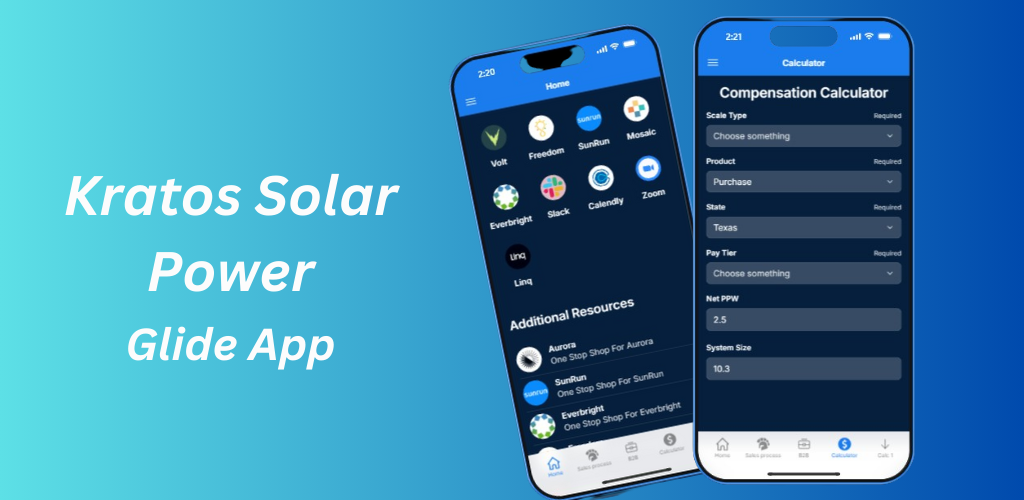 Kratos Solar
Power
Glide App
2:20
Home
Volt
Freedom
sunrun
SunRun
Mosaic
Everbright
Slack
Calendly
Zoom
Linq
Linq
Additional Resources
Aurora
One Stop Shop For Aurora
sunrun
SunRun
One Stop Shop For SunRun
Everbright
One Stop Shop For Everbright
Home
Sales process
B2B
Calculator
2:21
Calculator
Compensation Calculator
Scale Type Required
Choose something
Product Required
Purchase
State Required
Texas
Pay Tier Required
Choose something
Net PPW
2.5
System Size
10.3
Home
Sales process
B2B
Calculator
Calc 1